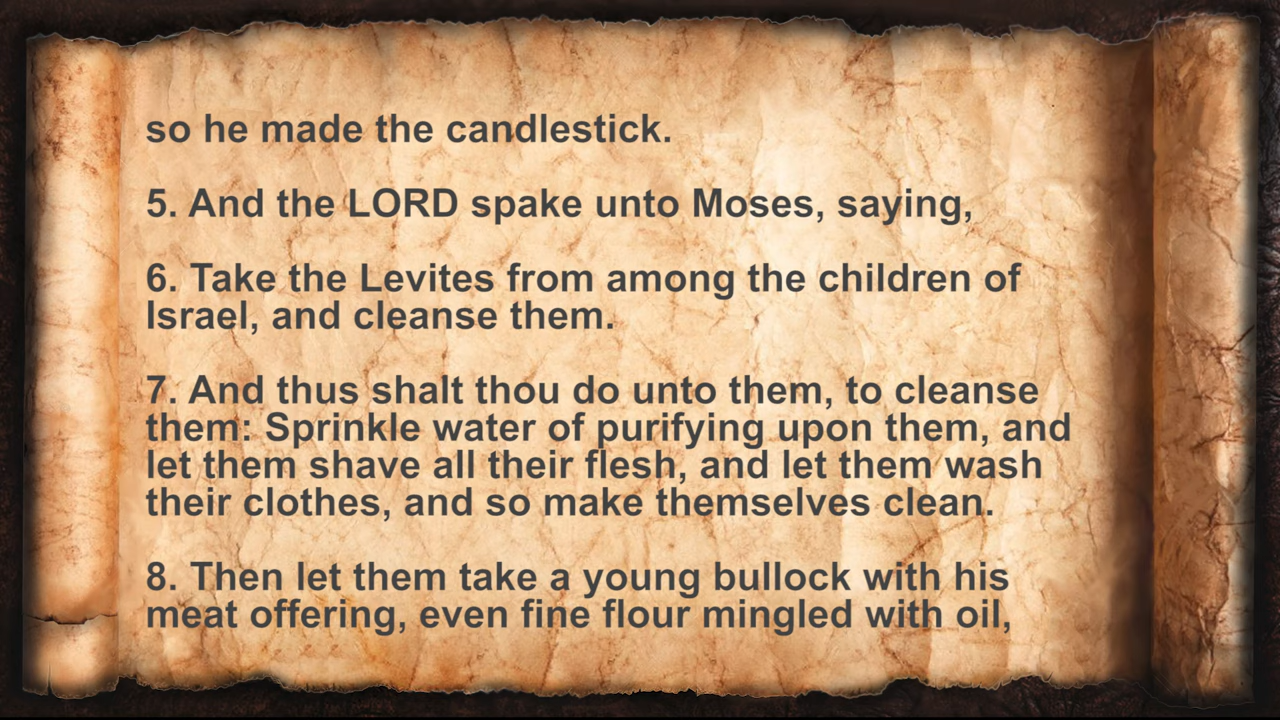 so he made the candlestick.
5. And the LORD spake unto Moses, saying,
6. Take the Levites from among the children of
Israel, and cleanse them.
7. And thus shalt thou do unto them, to cleanse
them: Sprinkle water of purifying upon them, and
let them shave all their flesh, and let them wash
their clothes, and so make themselves clean.
8. Then let them take a young bullock with his
meat offering, even fine flour mingled with oil,